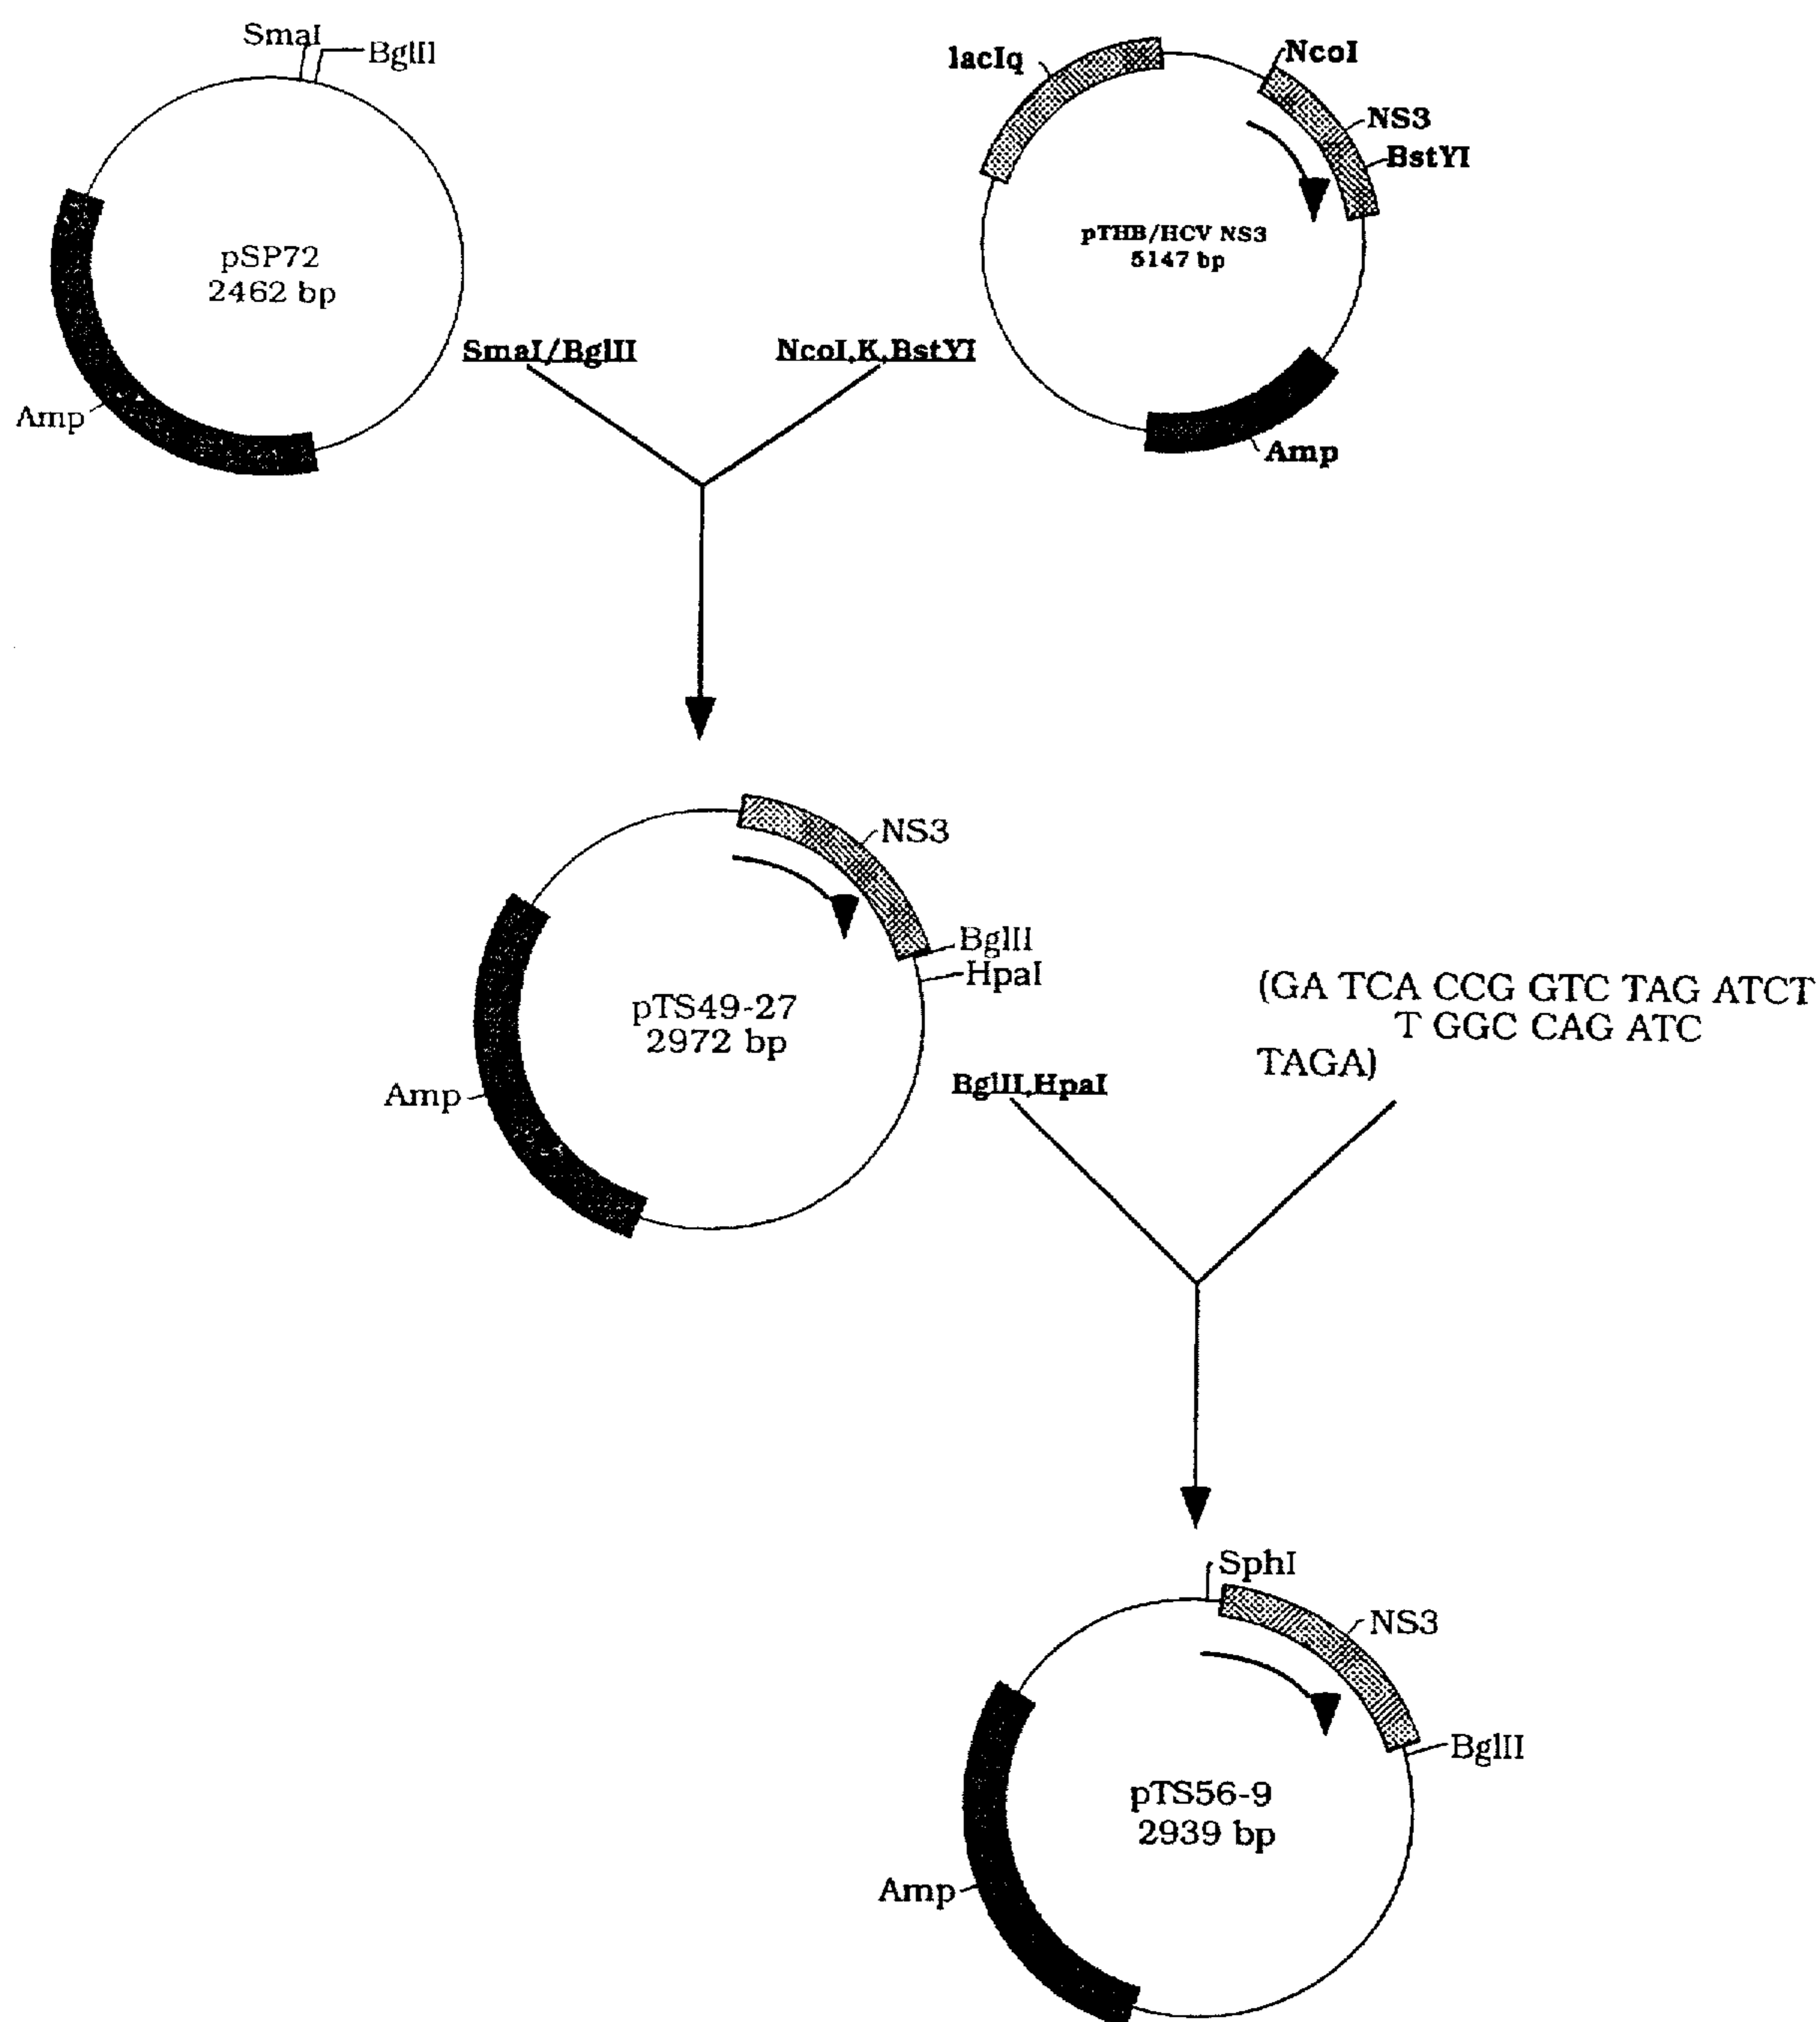 SmaI
BglII
pSP72
2462 bp
Amp
lacIq
NcoI
NS3
BstYI
pTHB/HCV NS3
5147 bp
Amp
SmaI/BglII
NcoI,K,BstYI
NS3
BglII
HpaI
pTS49-27
2972 bp
Amp
BglII,HpaI
(GA TCA CCG GTC TAG ATCT
T GGC CAG ATC
TAGA)
SphI
NS3
BglII
pTS56-9
2939 bp
Amp